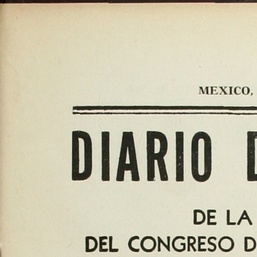 MEXICO,
DIARIO D
DE LA
DEL CONGRESO D